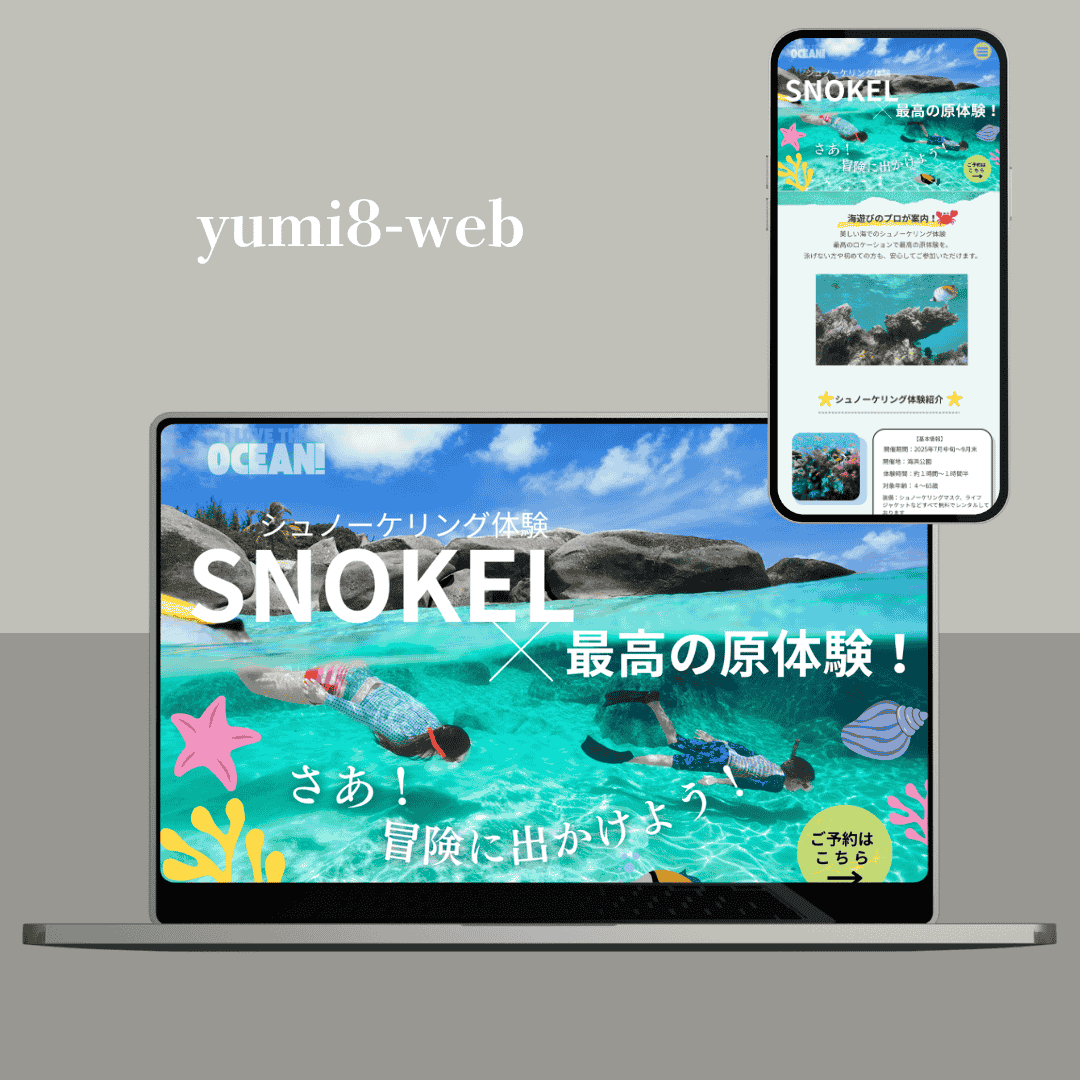 yumi8-web
I LOVE THE
OCEAN!
シュノーケリング体験
SNOKEL
最高の原体験！
さあ！
冒険に出かけよう！
ご予約は
こちら
OCEAN!
シュノーケリング体験
SNOKEL
最高の原体験！
さあ！
冒険に出かけよう！
ご予約は
こちら
海遊びのプロが案内！
美しい海でのシュノーケリング体験
最高のロケーションで最高の原体験を。
泳げない方や初めての方も、安心してご参加いただけます。
シュノーケリング体験紹介
【基本情報】
開催期間：2025年7月中旬〜9月末
開催地：海浜公園
体験時間：約１時間〜１時間半
対象年齢：４〜65歳
装備：シュノーケリングマスク、ライフ
ジャケットなどすべて無料でレンタルして
おります